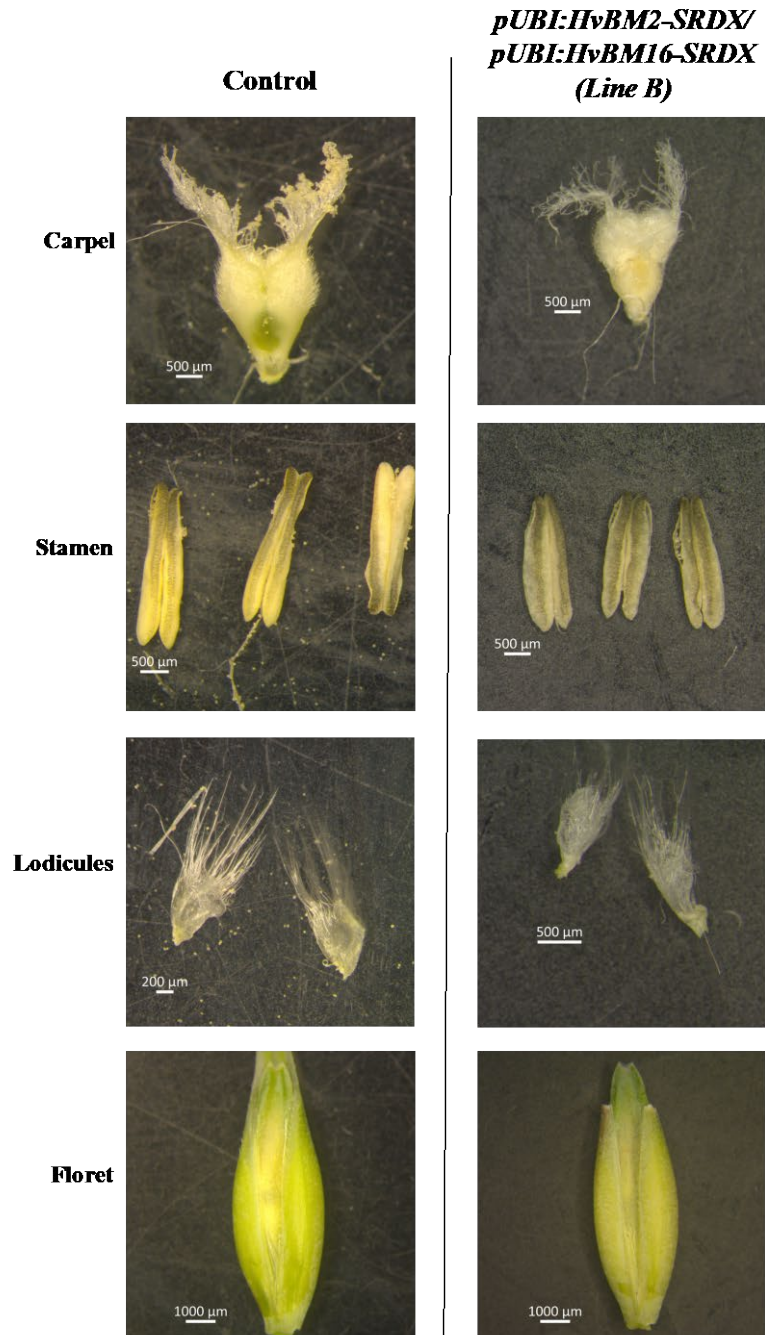 pUBI:HvBM2-SRDX/
pUBI:HvBM16-SRDX
(Line B)
Control
Carpel
500 µm
500 µm
Stamen
500 µm
500 µm
Lodicules
200 µm
500 µm
Floret
1000 µm
1000 µm